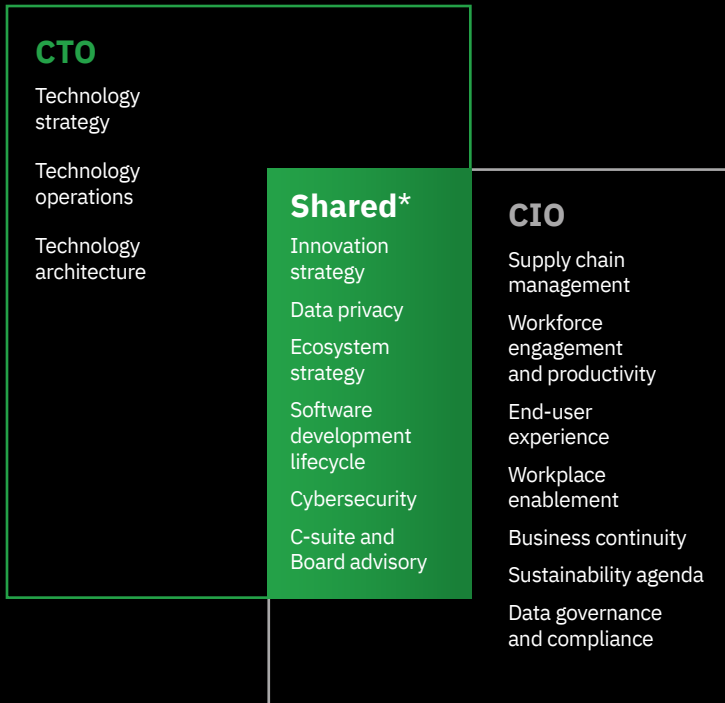 CTO
Technology
strategy
Technology
operations
Technology
architecture
Shared*
Innovation
strategy
Data privacy
Ecosystem
strategy
Software
development
lifecycle
Cybersecurity
C-suite and
Board advisory
CIO
Supply chain
management
Workforce
engagement
and productivity
End-user
experience
Workplace
enablement
Business continuity
Sustainability agenda
Data governance
and compliance